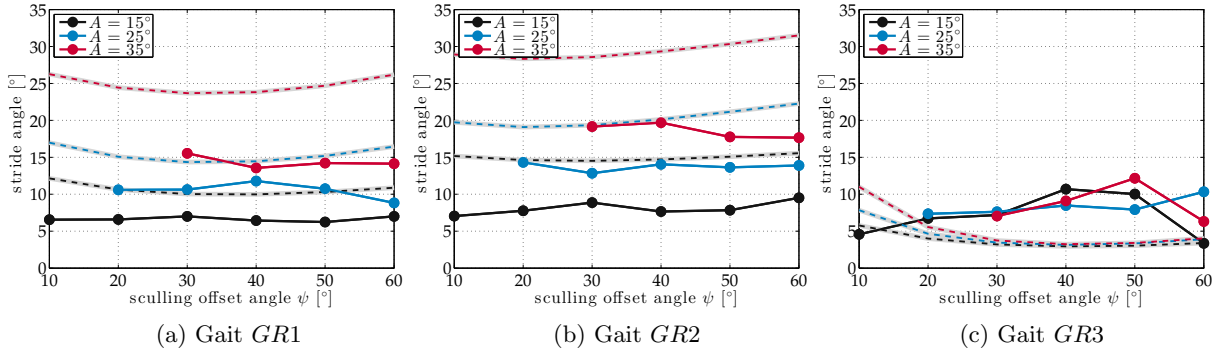 stride angle [°]
35
30
25
20
15
10
5
0
A = 15°
A = 25°
A = 35°
10 20 30 40 50 60
sculling offset angle ψ [°]
(a) Gait GR1
stride angle [°]
35
30
25
20
15
10
5
0
A = 15°
A = 25°
A = 35°
10 20 30 40 50 60
sculling offset angle ψ [°]
(b) Gait GR2
stride angle [°]
35
30
25
20
15
10
5
0
A = 15°
A = 25°
A = 35°
10 20 30 40 50 60
sculling offset angle ψ [°]
(c) Gait GR3